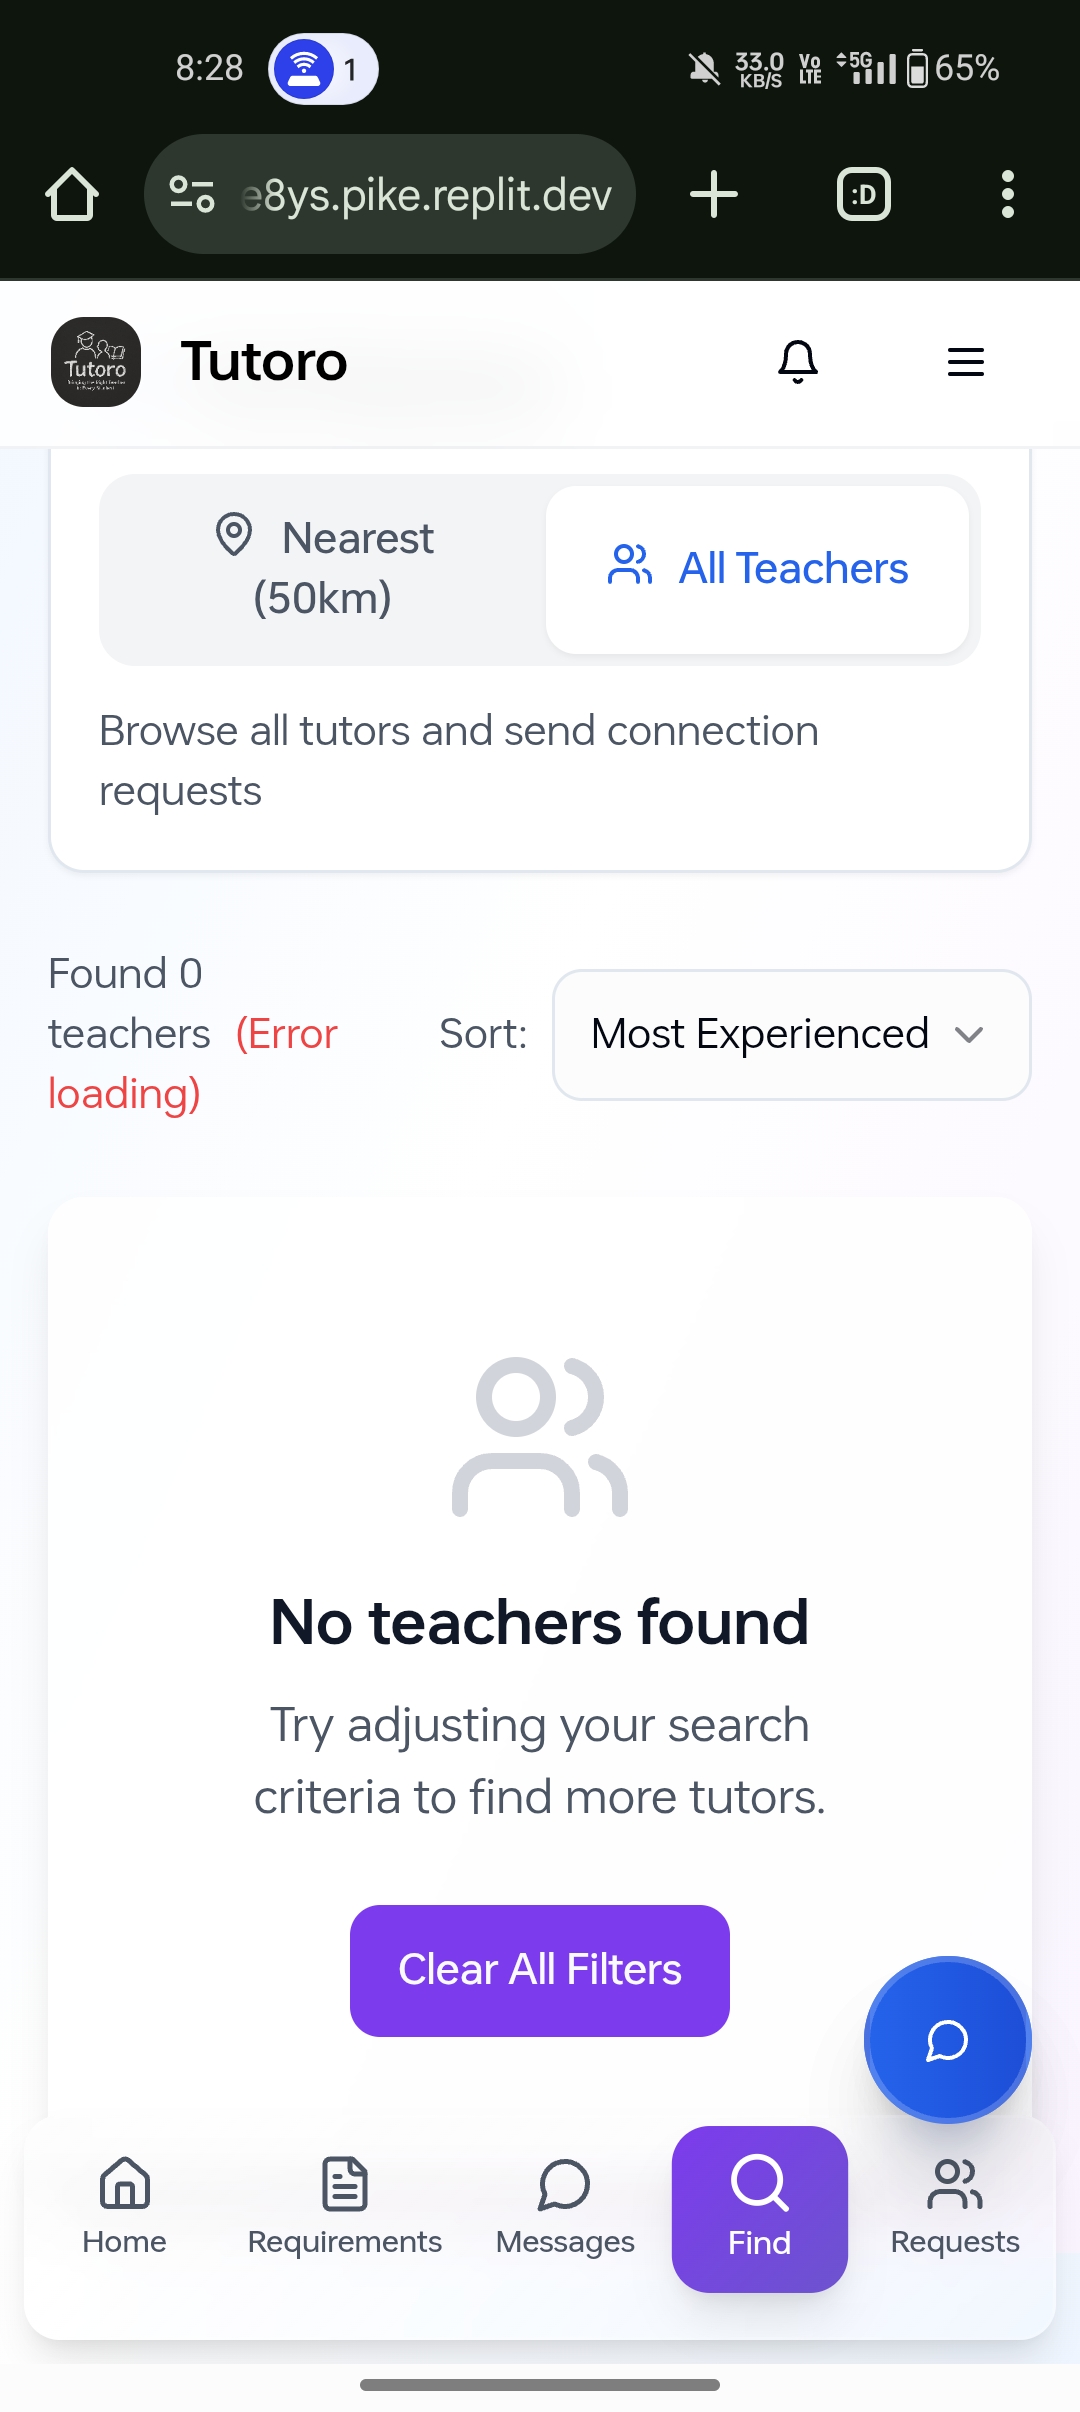 8:28
1
33.0
KB/S
Vo
LTE
5G
65%
e8ys.pike.replit.dev
:D
Tutoro
Tutoro
Nearest
(50km)
All Teachers
Browse all tutors and send connection
requests
Found 0
teachers (Error
loading)
Sort:
Most Experienced
No teachers found
Try adjusting your search
criteria to find more tutors.
Clear All Filters
Home
Requirements
Messages
Find
Requests